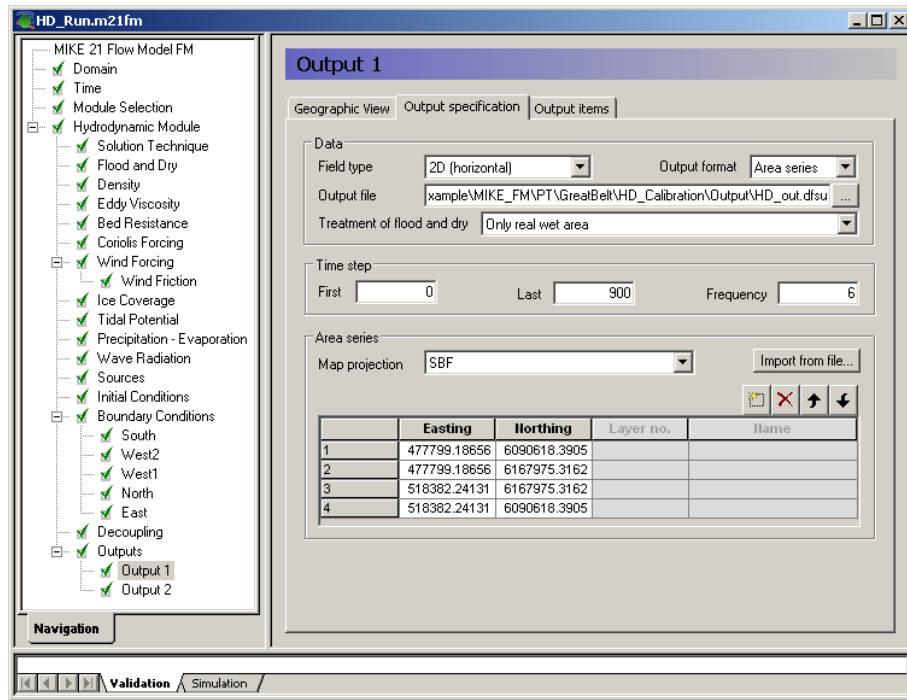 HD_Run.m21fm
MIKE 21 Flow Model FM
Domain
Time
Module Selection
Hydrodynamic Module
Solution Technique
Flood and Dry
Density
Eddy Viscosity
Bed Resistance
Coriolis Forcing
Wind Forcing
Wind Friction
Ice Coverage
Tidal Potential
Precipitation - Evaporation
Wave Radiation
Sources
Initial Conditions
Boundary Conditions
South
West2
West1
North
East
Decoupling
Outputs
Output 1
Output 2
Navigation
Output 1
Geographic View Output specification Output items
Data
Field type 2D (horizontal) Output format Area series
Output file xample\MIKE_FM\PT\GreatBelt\HD_Calibration\Output\HD_out.dfsu ...
Treatment of flood and dry Only real wet area
Time step
First 0 Last 900 Frequency 6
Area series
Map projection SBF Import from file...
Easting Northing Layer no. Name
1 477799.18656 6090618.3905
2 477799.18656 6167975.3162
3 518382.24131 6167975.3162
4 518382.24131 6090618.3905
Validation Simulation